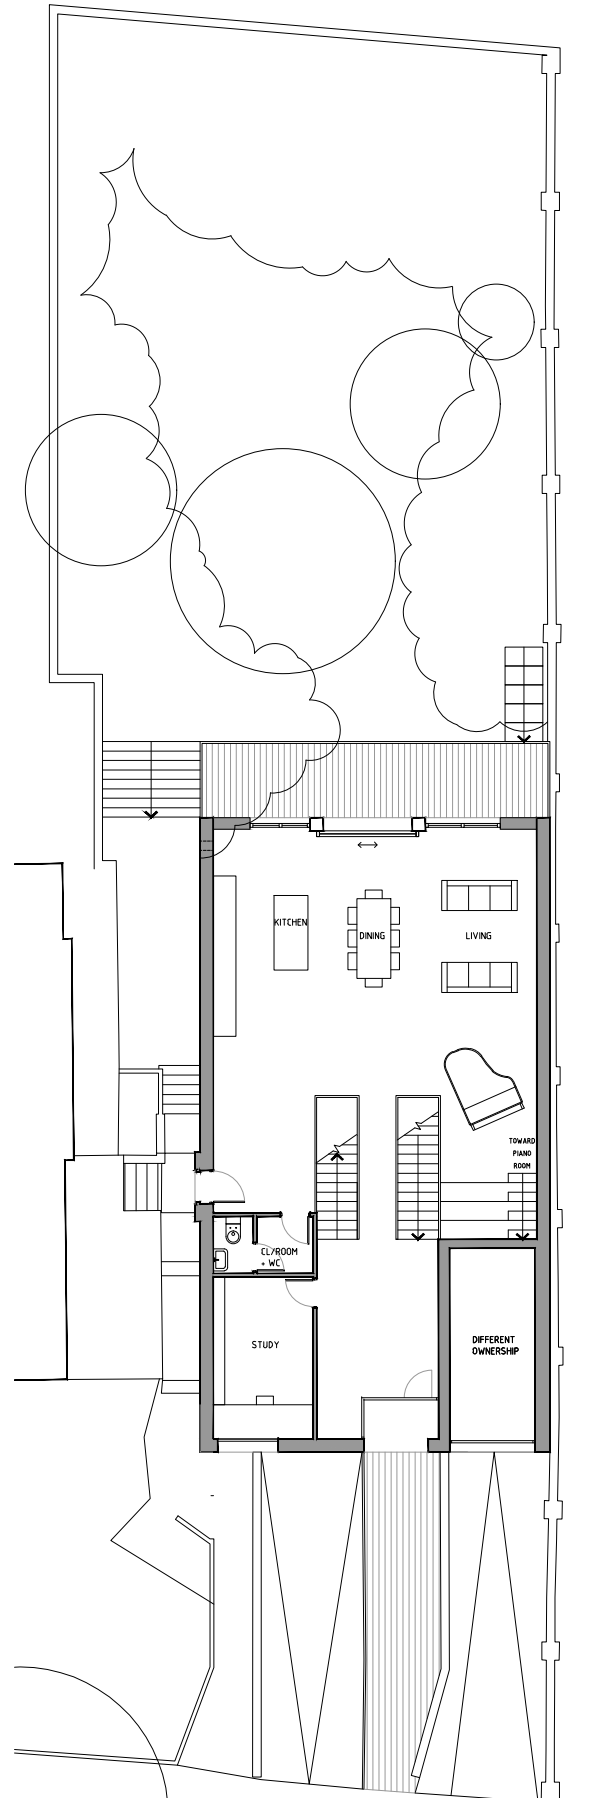 KITCHEN
DINING
LIVING
TOWARD
PIANO
ROOM
CL/ROOM
+ WC
STUDY
DIFFERENT
OWNERSHIP